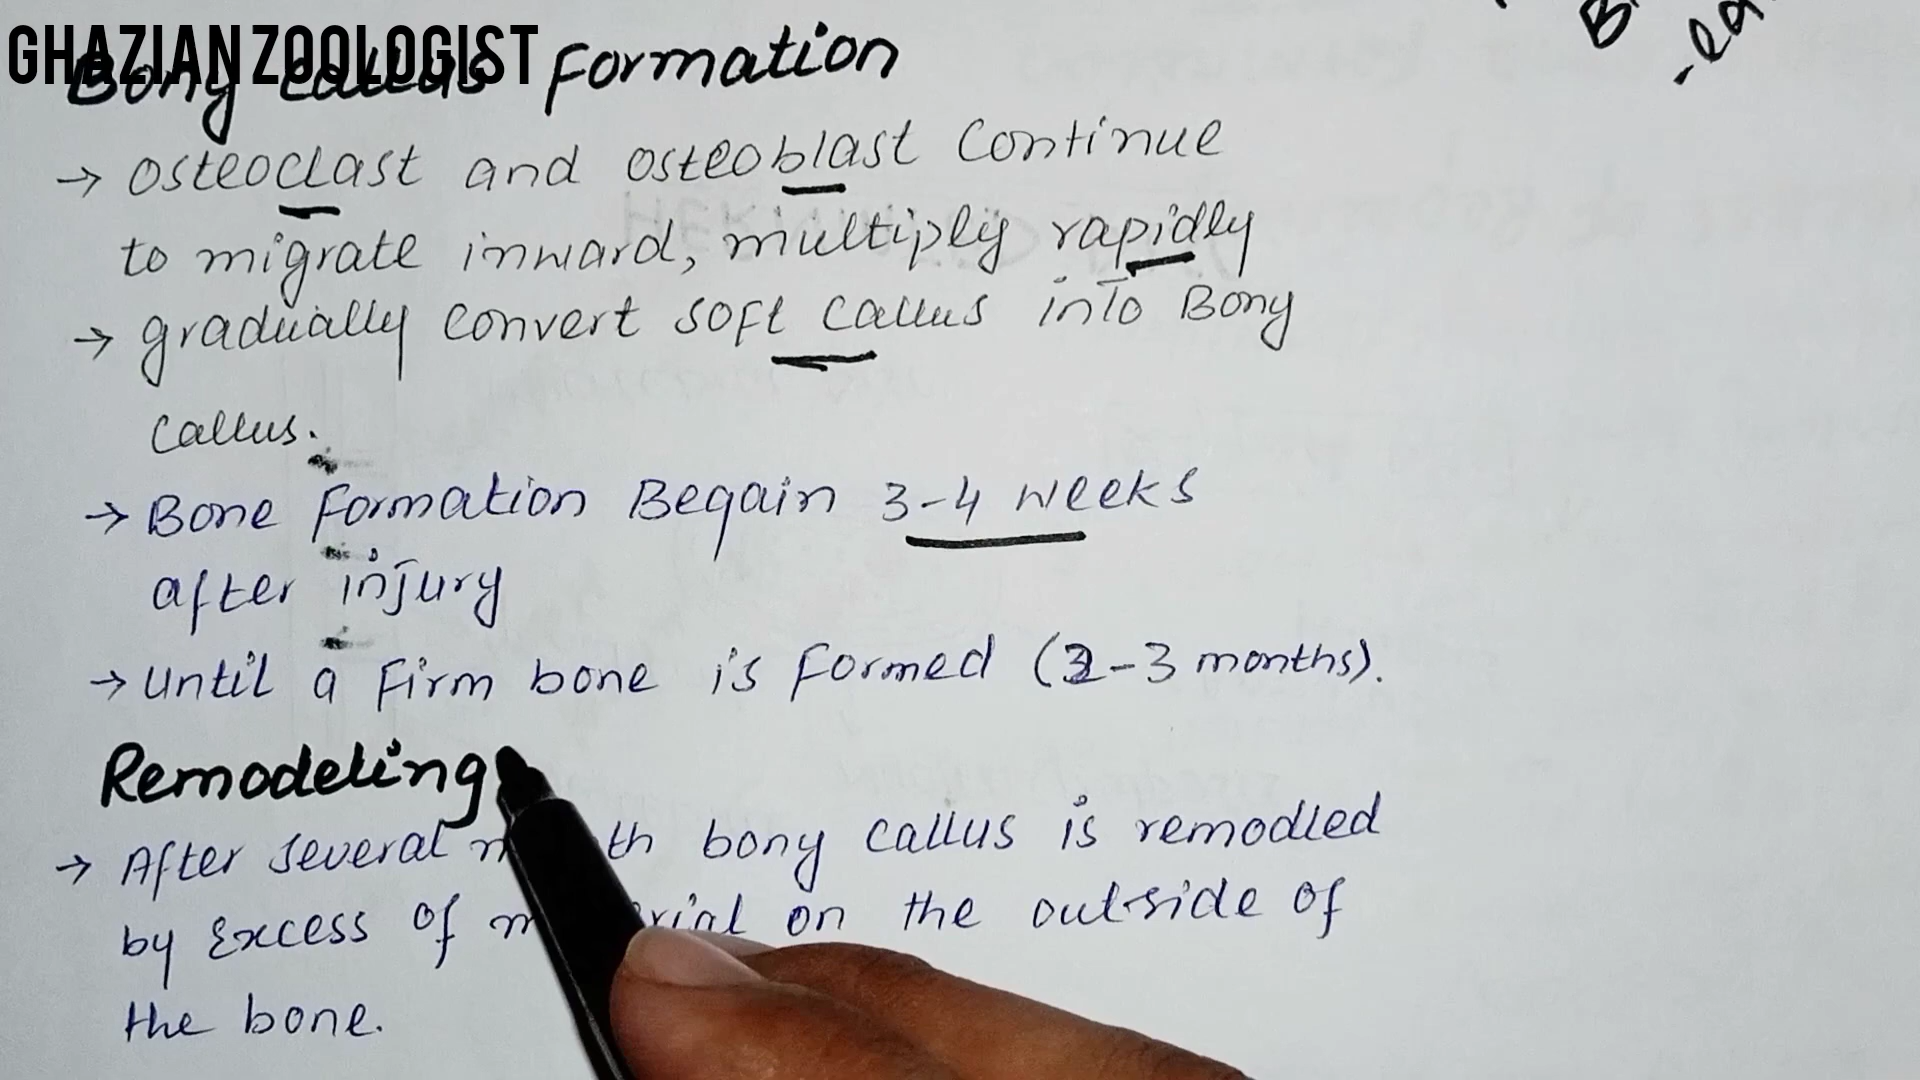 GHAZIAN ZOOLOGIST
Bony callus Formation
→ osteoclast and osteoblast Continue
to migrate inward, multiply rapidly
→ gradually convert soft callus into Bony
callus.
→ Bone Formation Begain 3-4 weeks
after injury
→ Until a Firm bone is Formed (2-3 months).
Remodeling
→ After several bony callus is remodled
by Excess of on the outside of
the bone.